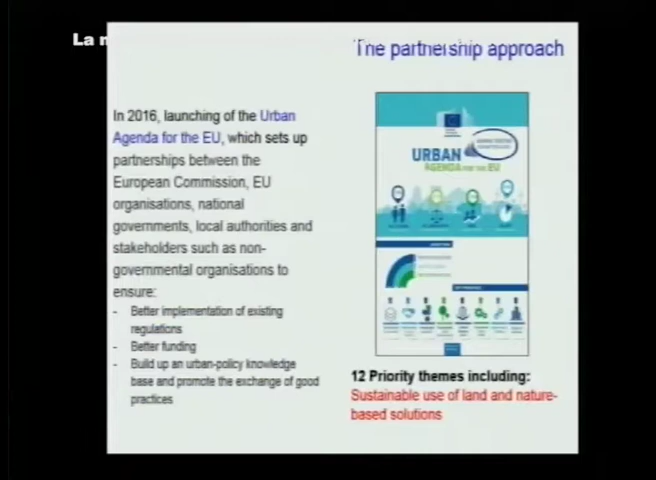 La n
The partnership approach
In 2016, launching of the Urban
Agenda for the EU, which sets up
partnerships between the
European Commission, EU
organisations, national
governments, local authorities and
stakeholders such as non-
governmental organisations to
ensure:
- Better implementation of existing
regulations
- Better funding
- Build up an urban-policy knowledge
base and promote the exchange of good
practices
URBAN
AGENDA FOR THE EU
12 Priority themes including:
Sustainable use of land and nature-
based solutions